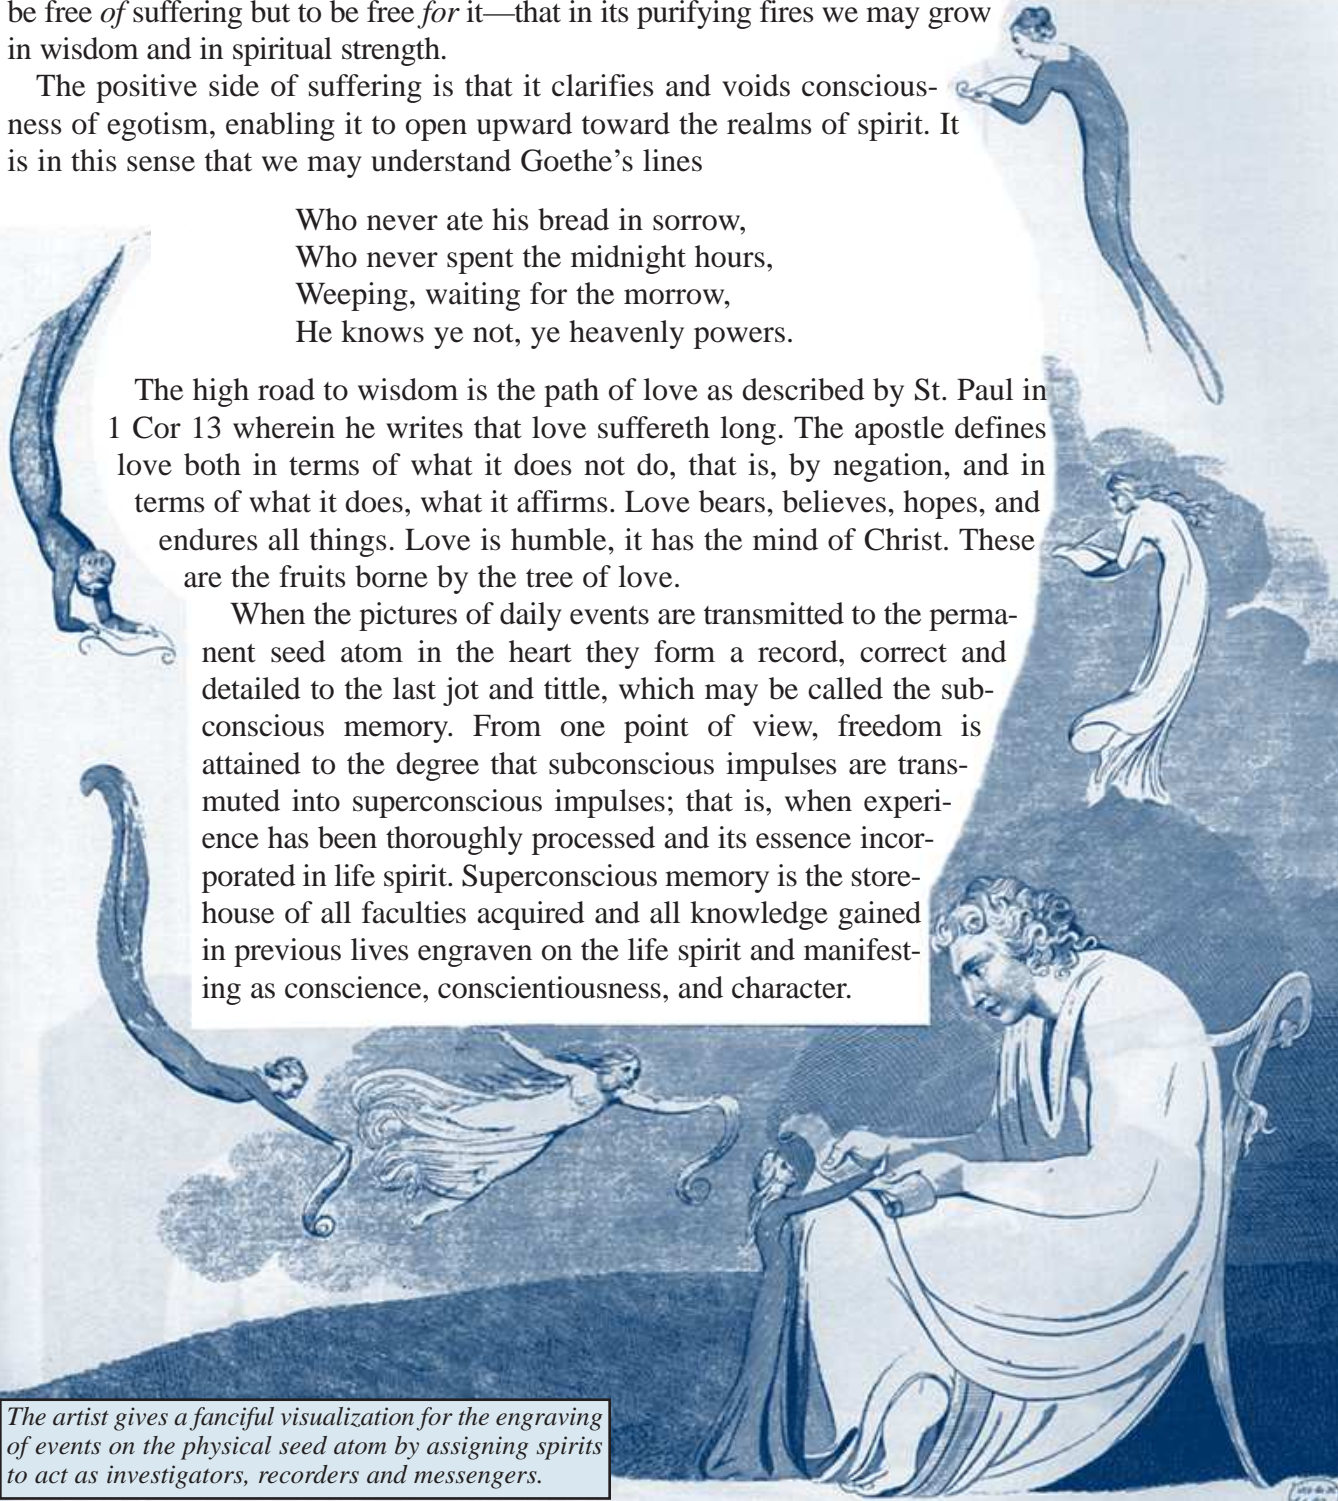 be free of suffering but to be free for it—that in its purifying fires we may grow
in wisdom and in spiritual strength.
The positive side of suffering is that it clarifies and voids conscious-
ness of egotism, enabling it to open upward toward the realms of spirit. It
is in this sense that we may understand Goethe’s lines
Who never ate his bread in sorrow,
Who never spent the midnight hours,
Weeping, waiting for the morrow,
He knows ye not, ye heavenly powers.
The high road to wisdom is the path of love as described by St. Paul in
1 Cor 13 wherein he writes that love suffereth long. The apostle defines
love both in terms of what it does not do, that is, by negation, and in
terms of what it does, what it affirms. Love bears, believes, hopes, and
endures all things. Love is humble, it has the mind of Christ. These
are the fruits borne by the tree of love.
When the pictures of daily events are transmitted to the perma-
nent seed atom in the heart they form a record, correct and
detailed to the last jot and tittle, which may be called the sub-
conscious memory. From one point of view, freedom is
attained to the degree that subconscious impulses are trans-
muted into superconscious impulses; that is, when experi-
ence has been thoroughly processed and its essence incor-
porated in life spirit. Superconscious memory is the store-
house of all faculties acquired and all knowledge gained
in previous lives engraven on the life spirit and manifest-
ing as conscience, conscientiousness, and character.
The artist gives a fanciful visualization for the engraving
of events on the physical seed atom by assigning spirits
to act as investigators, recorders and messengers.